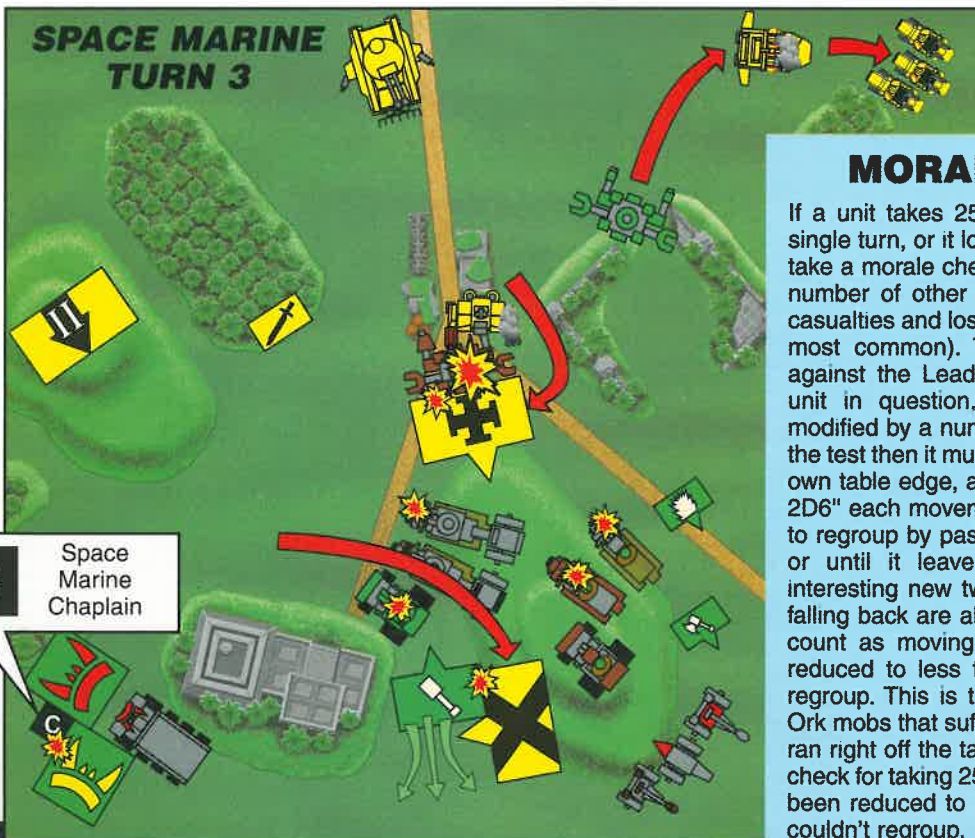 SPACE MARINE
TURN 3
II
Space
Marine
Chaplain
C
MORA
If a unit takes 25
single turn, or it lo
take a morale che
number of other
casualties and los
most common). T
against the Lead
unit in question,
modified by a nur
the test then it mu
own table edge, a
2D6" each mover
to regroup by pas
or until it leave
interesting new tw
falling back are al
count as moving
reduced to less t
regroup. This is t
Ork mobs that suf
ran right off the ta
check for taking 25
been reduced to
couldn't regroup.